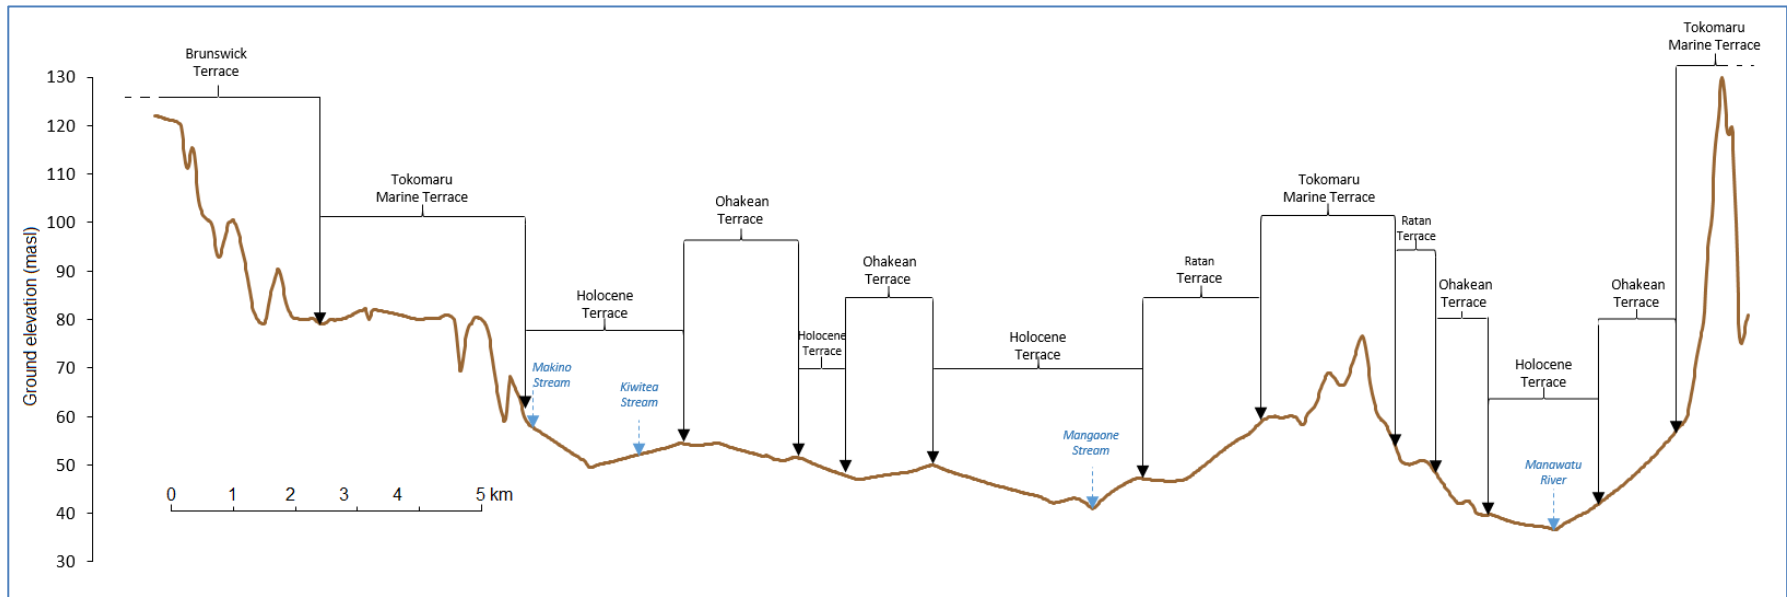 Ground elevation (masl)
130
120
110
100
90
80
70
60
50
40
30
Brunswick
Terrace
Tokomaru
Marine Terrace
Holocene
Terrace
Makino
Stream
Kiwitea
Stream
Ohakean
Terrace
Holocene
Terrace
Ohakean
Terrace
Holocene
Terrace
Mangaone
Stream
Ratan
Terrace
Tokomaru
Marine Terrace
Ratan
Terrace
Ohakean
Terrace
Holocene
Terrace
Manawatu
River
Ohakean
Terrace
Tokomaru
Marine Terrace
0 1 2 3 4 5 km